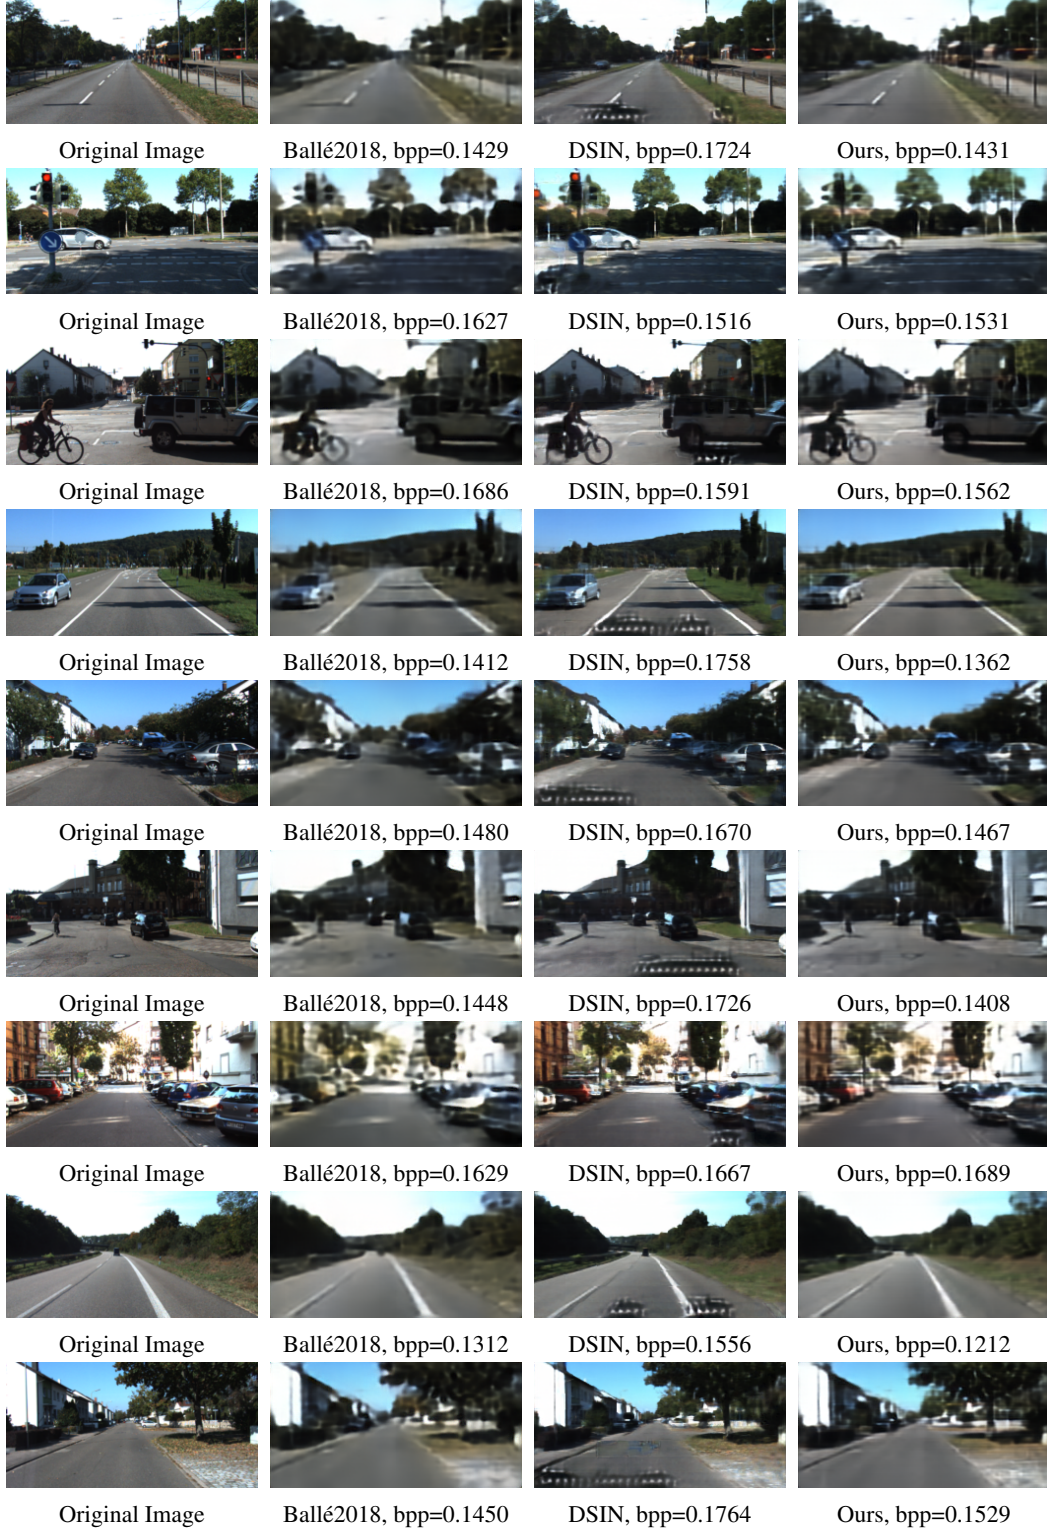 Original Image Ballé2018, bpp=0.1429 DSIN, bpp=0.1724 Ours, bpp=0.1431
Original Image Ballé2018, bpp=0.1627 DSIN, bpp=0.1516 Ours, bpp=0.1531
Original Image Ballé2018, bpp=0.1686 DSIN, bpp=0.1591 Ours, bpp=0.1562
Original Image Ballé2018, bpp=0.1412 DSIN, bpp=0.1758 Ours, bpp=0.1362
Original Image Ballé2018, bpp=0.1480 DSIN, bpp=0.1670 Ours, bpp=0.1467
Original Image Ballé2018, bpp=0.1448 DSIN, bpp=0.1726 Ours, bpp=0.1408
Original Image Ballé2018, bpp=0.1629 DSIN, bpp=0.1667 Ours, bpp=0.1689
Original Image Ballé2018, bpp=0.1312 DSIN, bpp=0.1556 Ours, bpp=0.1212
Original Image Ballé2018, bpp=0.1450 DSIN, bpp=0.1764 Ours, bpp=0.1529